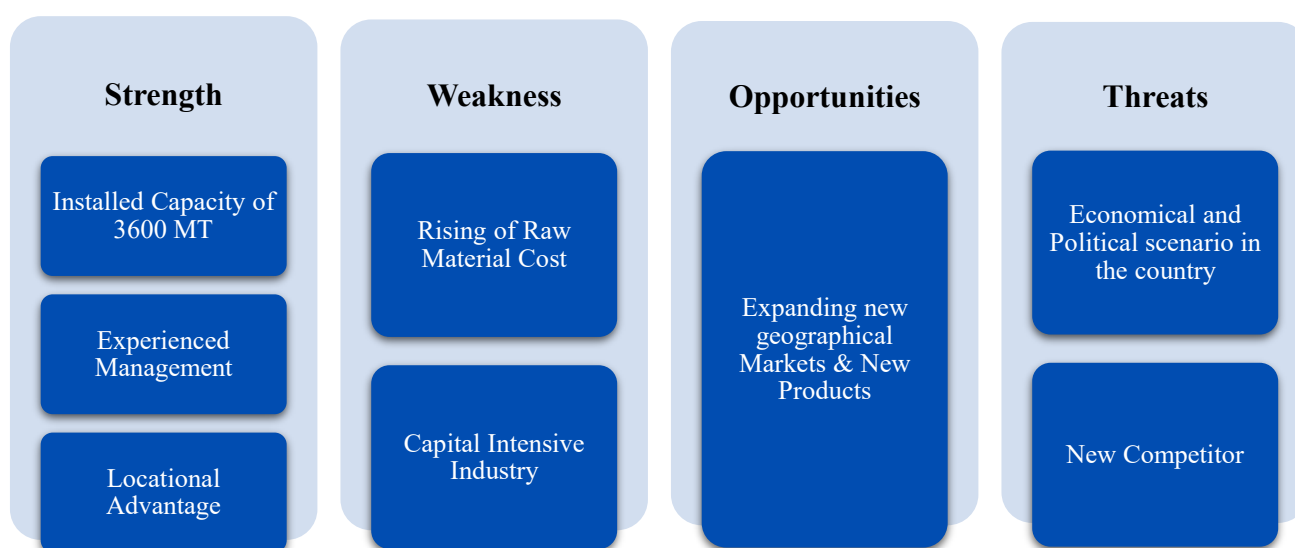 Strength
Installed Capacity of
3600 MT
Experienced
Management
Locational
Advantage
Weakness
Rising of Raw
Material Cost
Capital Intensive
Industry
Opportunities
Expanding new
geographical
Markets & New
Products
Threats
Economical and
Political scenario in
the country
New Competitor